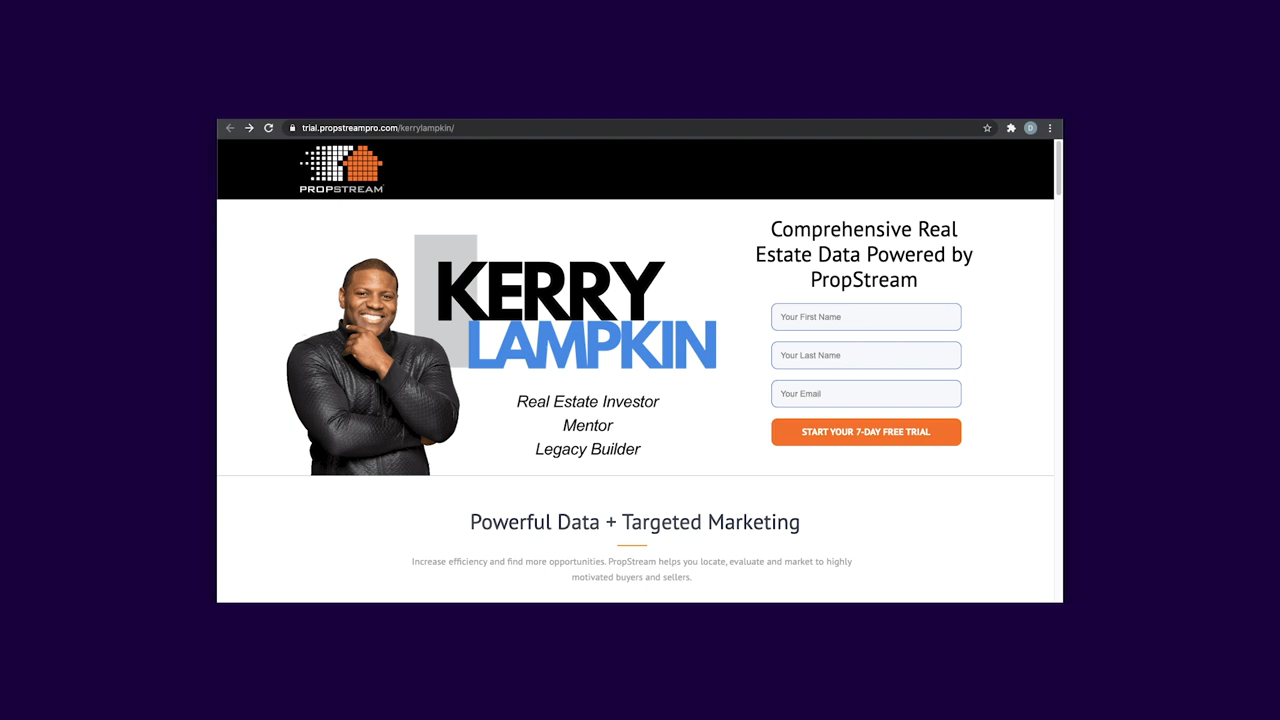 trial.propstreampro.com/kerrylampkin/
D
PROPSTREAM
KERRY
LAMPKIN
Real Estate Investor
Mentor
Legacy Builder
Comprehensive Real
Estate Data Powered by
PropStream
Your First Name
Your Last Name
Your Email
START YOUR 7-DAY FREE TRIAL
Powerful Data + Targeted Marketing
Increase efficiency and find more opportunities. PropStream helps you locate, evaluate and market to highly
motivated buyers and sellers.